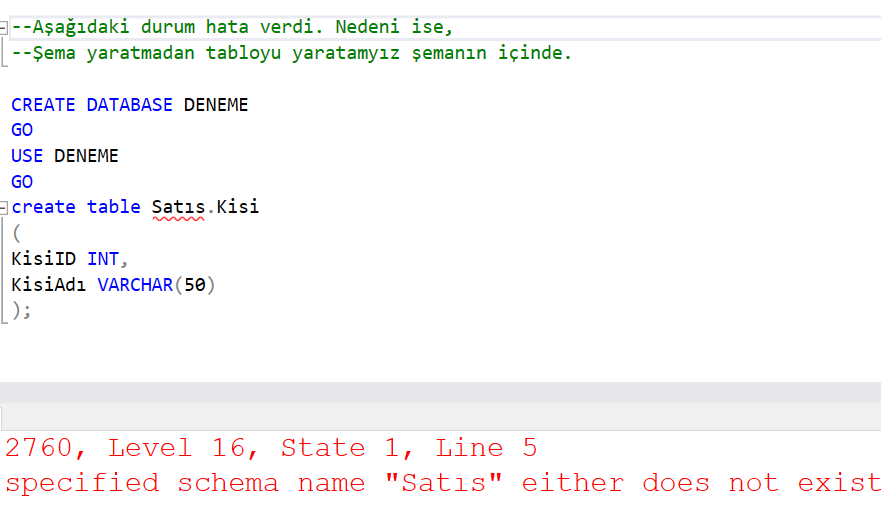 --Aşağıdaki durum hata verdi. Nedeni ise,
--Şema yaratmadan tabloyu yaratamyız şemanın içinde.
CREATE DATABASE DENEME
GO
USE DENEME
GO
create table Satıs.Kisi
(
KisiID INT,
KisiAdı VARCHAR(50)
);
2760, Level 16, State 1, Line 5
specified schema name "Satıs" either does not exist